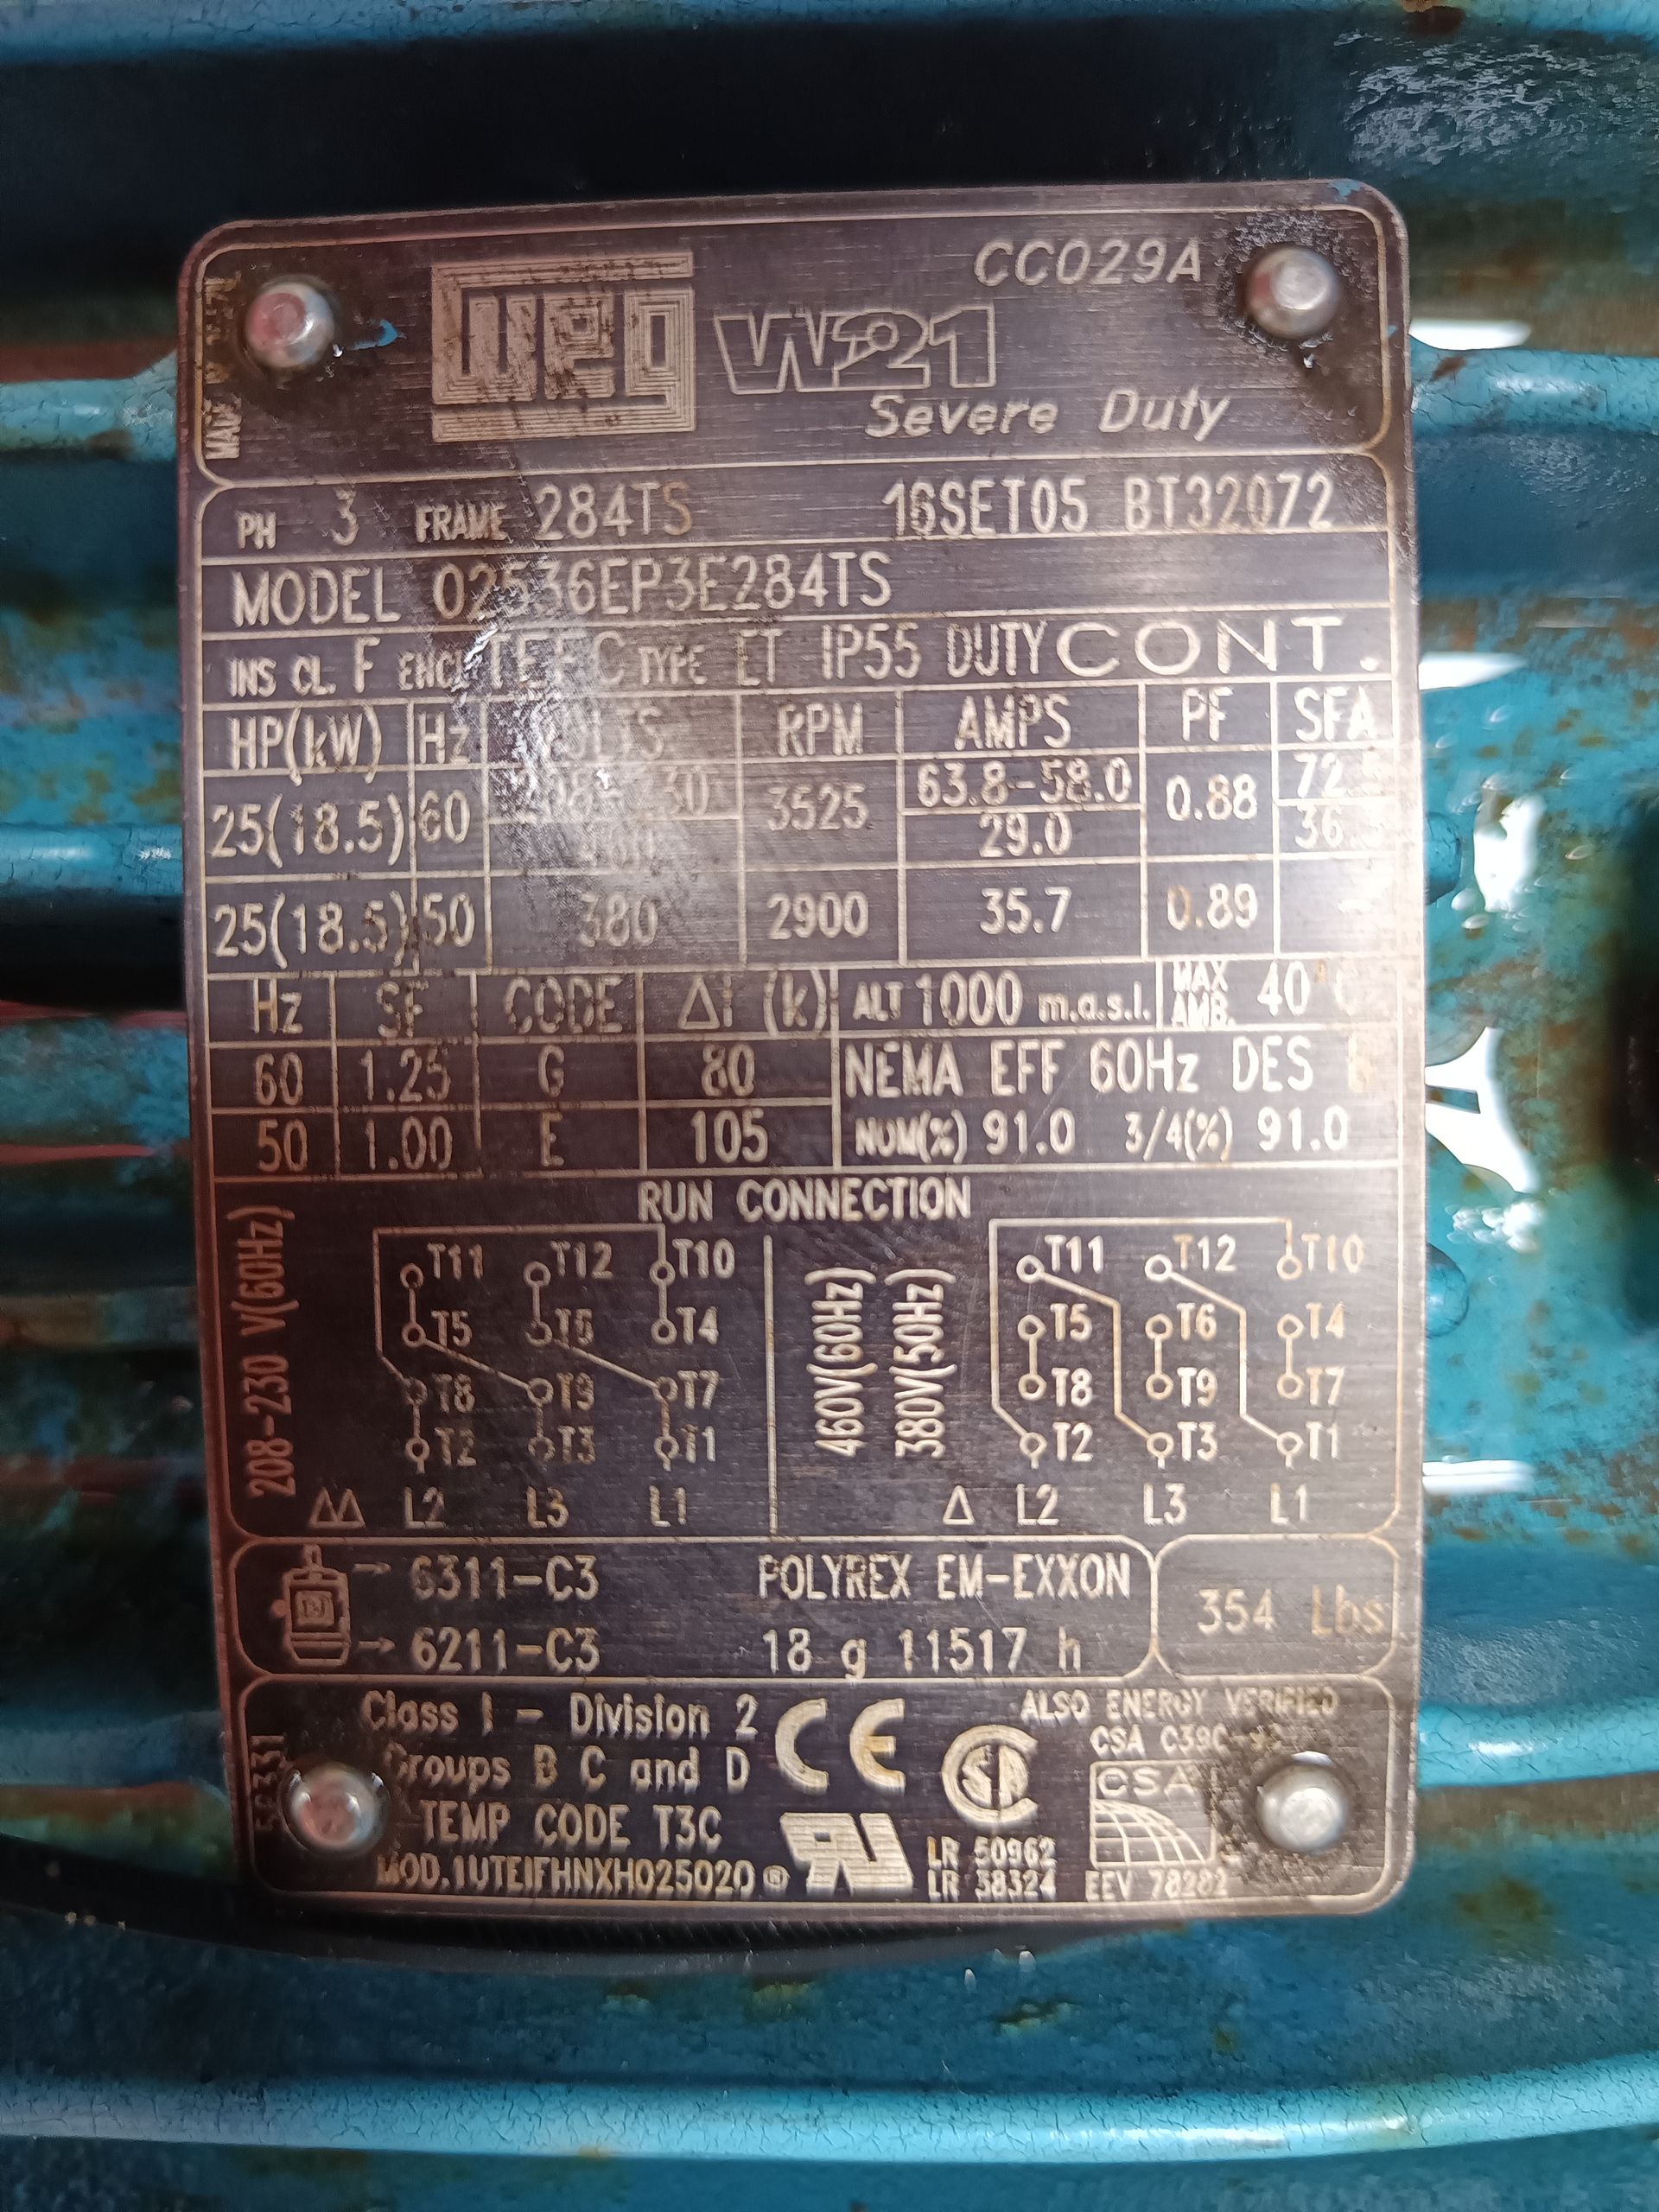 CC029A
WEG W21
Severe Duty
PH 3 FRAME 284TS 16SET05 BT32072
MODEL 02536EP3E284TS
INS CL. F ENCL TEFC TYPE ET IP55 DUTY CONT.
HP(kW) Hz VOLTS RPM AMPS PF SFA
25(18.5) 60 3525 63.8-58.0 0.88
29.0
25(18.5) 50 380 2900 35.7 0.89 -
Hz SF CODE Δt (k) ALT 1000 m.a.s.l. MAX AMB. 40°C
60 1.25 G 80 NEMA EFF 60Hz DES
50 1.00 E 105 NOM(%) 91.0 3/4(%) 91.0
RUN CONNECTION
208-230 V(60Hz)
T11 T12 T10
T5 T6 T4
T8 T9 T7
T2 T3 T1
ΔΔ L2 L3 L1
460V(60Hz)
380V(50Hz)
T11 T12 T10
T5 T6 T4
T8 T9 T7
T2 T3 T1
Δ L2 L3 L1
6311-C3 POLYREX EM-EXXON
6211-C3 18 g 11517 h
354 Lbs
Class I - Division 2
Groups B C and D
TEMP CODE T3C
MOD.1UTEIFHNXH025020 ®
CE
ALSO ENERGY VERIFIED
CSA
CSA
LR 50962
LR 38324
EEV 78282